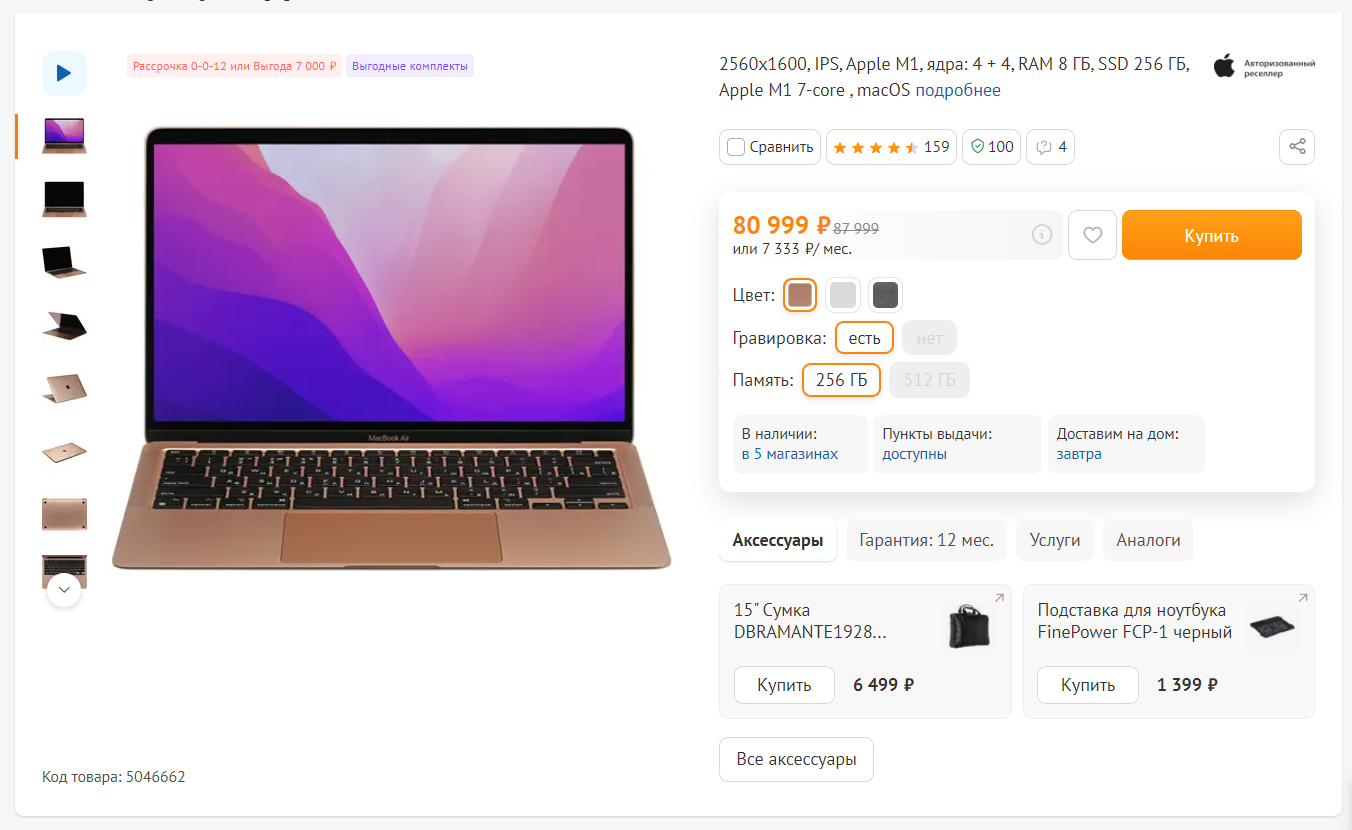 Рассрочка 0-0-12 или Выгода 7 000 ₽
Выгодные комплекты
MacBook Air
Код товара: 5046662
2560x1600, IPS, Apple M1, ядра: 4 + 4, RAM 8 ГБ, SSD 256 ГБ,
Apple M1 7-core , macOS подробнее
Авторизованный
реселлер
Сравнить
159
100
4
80 999 ₽ 87 999
или 7 333 ₽/ мес.
Купить
Цвет:
Гравировка: есть нет
Память: 256 ГБ 512 ГБ
В наличии:
в 5 магазинах
Пункты выдачи:
доступны
Доставим на дом:
завтра
Аксессуары
Гарантия: 12 мес.
Услуги
Аналоги
15" Сумка
DBRAMANTE1928...
Купить 6 499 ₽
Подставка для ноутбука
FinePower FCP-1 черный
Купить 1 399 ₽
Все аксессуары